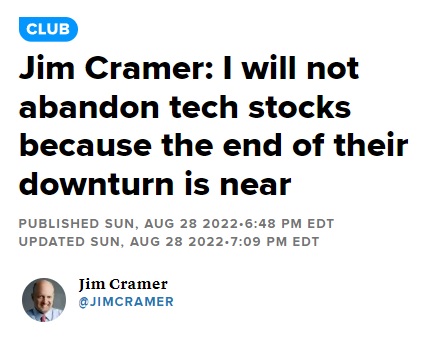 CLUB
Jim Cramer: I will not
abandon tech stocks
because the end of their
downturn is near
PUBLISHED SUN, AUG 28 2022•6:48 PM EDT
UPDATED SUN, AUG 28 2022•7:09 PM EDT
Jim Cramer
@JIMCRAMER